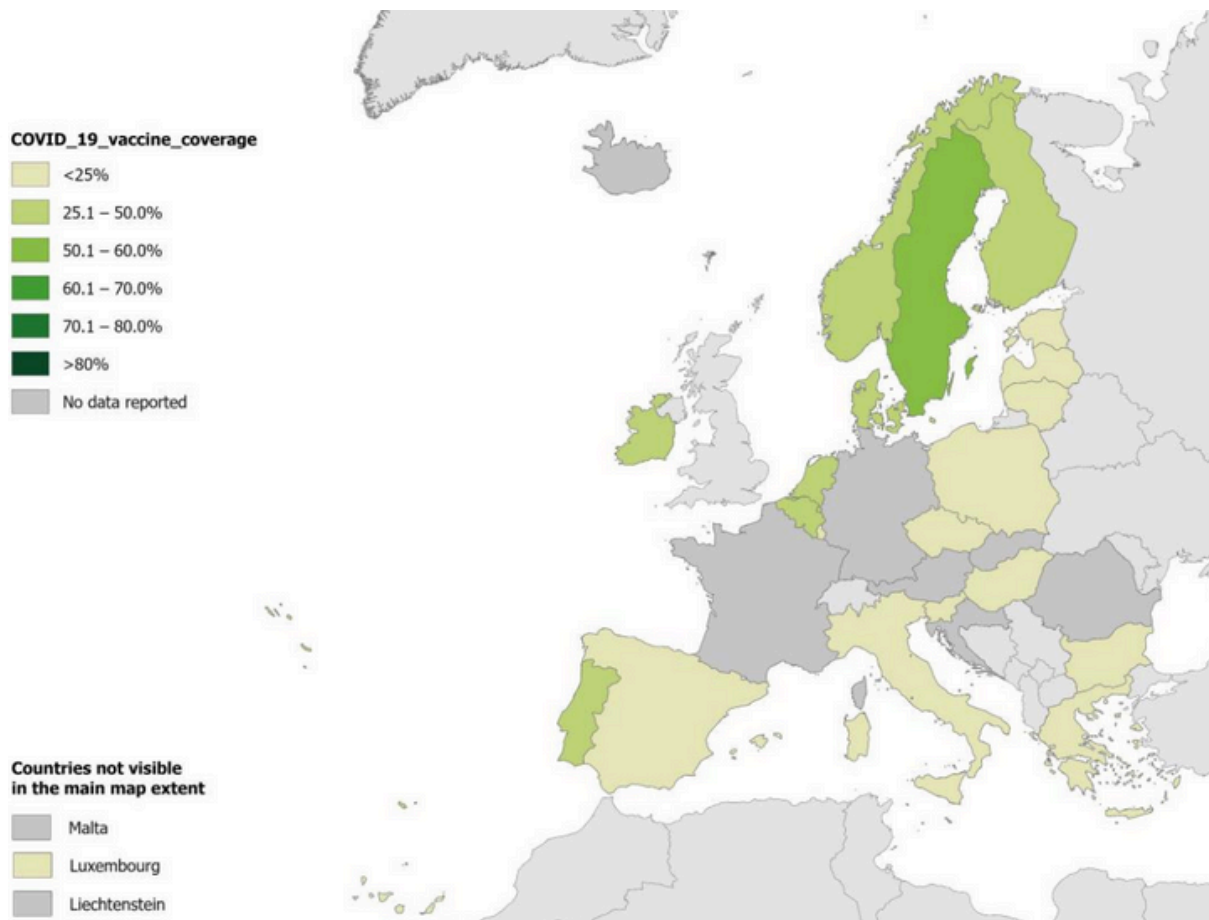 COVID_19_vaccine_coverage
<25%
25.1 – 50.0%
50.1 – 60.0%
60.1 – 70.0%
70.1 – 80.0%
>80%
No data reported
Countries not visible
in the main map extent
Malta
Luxembourg
Liechtenstein